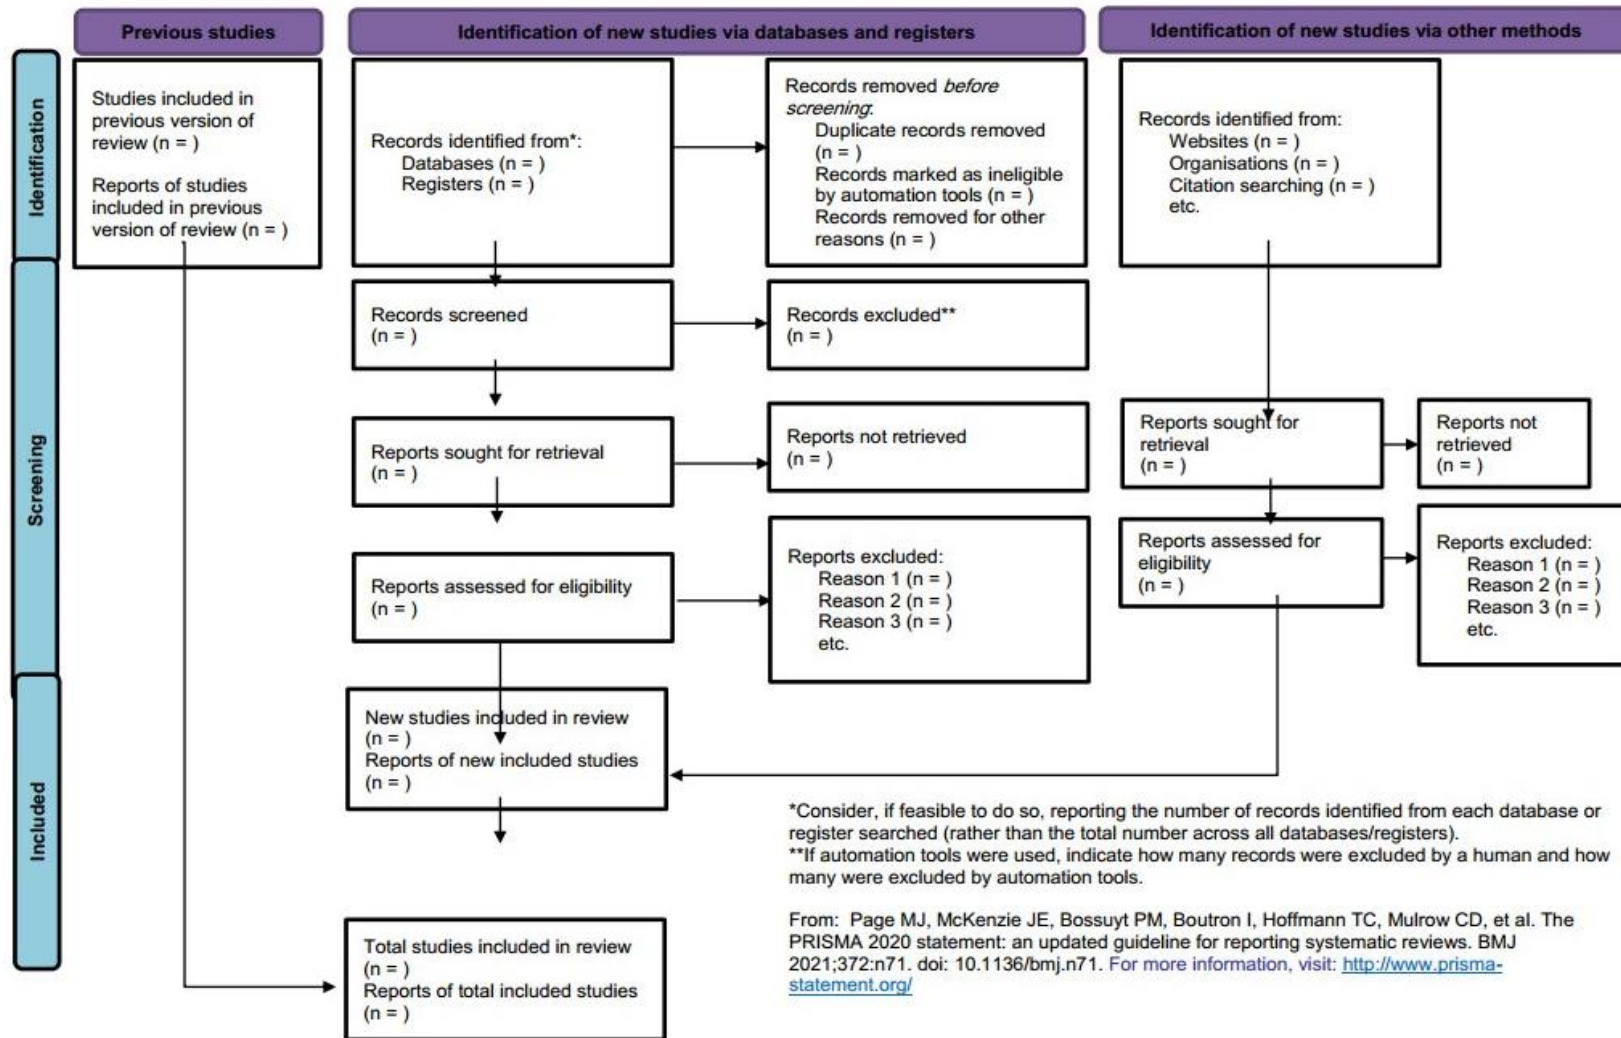 Previous studies
Identification of new studies via databases and registers
Identification of new studies via other methods
Identification
Studies included in
previous version of
review (n = )
Reports of studies
included in previous
version of review (n = )
Records identified from*:
Databases (n = )
Registers (n = )
Records removed before
screening:
Duplicate records removed
(n = )
Records marked as ineligible
by automation tools (n = )
Records removed for other
reasons (n = )
Records identified from:
Websites (n = )
Organisations (n = )
Citation searching (n = )
etc.
Screening
Records screened
(n = )
Records excluded**
(n = )
Reports sought for retrieval
(n = )
Reports not retrieved
(n = )
Reports sought for
retrieval
(n = )
Reports not
retrieved
(n = )
Reports assessed for eligibility
(n = )
Reports excluded:
Reason 1 (n = )
Reason 2 (n = )
Reason 3 (n = )
etc.
Reports assessed for
eligibility
(n = )
Reports excluded:
Reason 1 (n = )
Reason 2 (n = )
Reason 3 (n = )
etc.
Included
New studies included in review
(n = )
Reports of new included studies
(n = )
Total studies included in review
(n = )
Reports of total included studies
(n = )
*Consider, if feasible to do so, reporting the number of records identified from each database or
register searched (rather than the total number across all databases/registers).
**If automation tools were used, indicate how many records were excluded by a human and how
many were excluded by automation tools.
From: Page MJ, McKenzie JE, Bossuyt PM, Boutron I, Hoffmann TC, Mulrow CD, et al. The
PRISMA 2020 statement: an updated guideline for reporting systematic reviews. BMJ
2021;372:n71. doi: 10.1136/bmj.n71. For more information, visit: http://www.prisma-
statement.org/